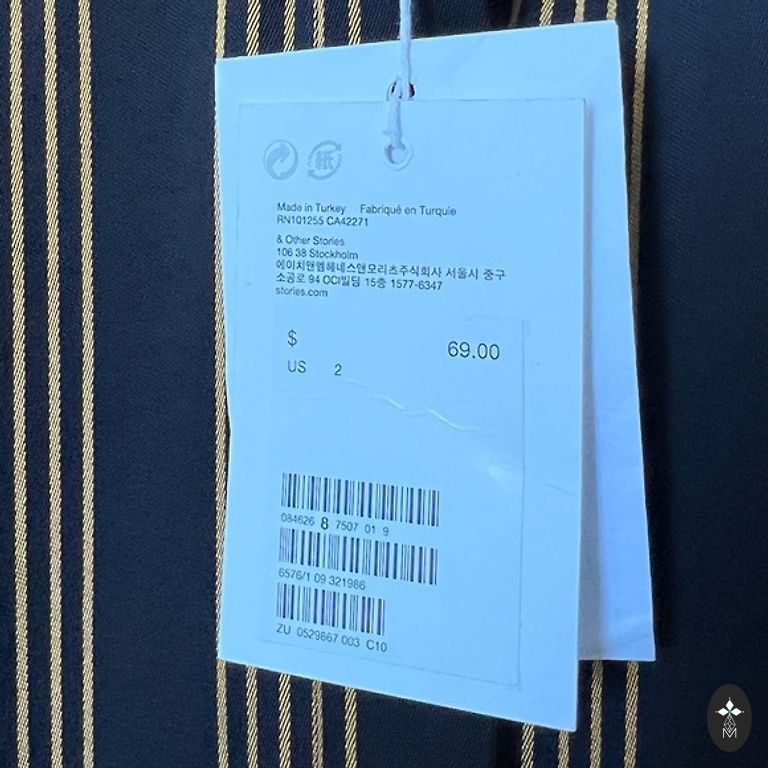 紙
Made in Turkey Fabriqué en Turquie
RN101255 CA42271
& Other Stories
106 38 Stockholm
에이치앤엠헤네스앤모리츠주식회사 서울시 중구
소공로 94 OCI빌딩 15층 1577-6347
stories.com
$ 69.00
US 2
084626 8 7507 01 9
6576/1 09 321986
ZU 0529867 003 C10
M